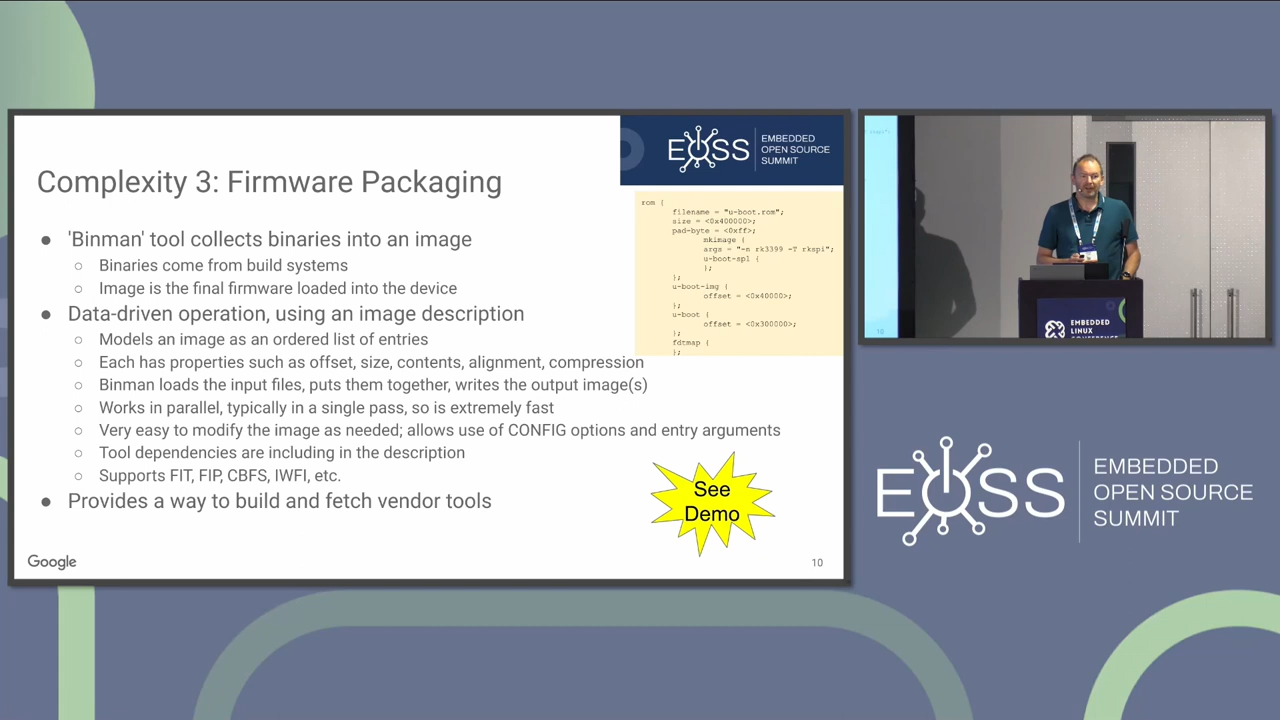 EOSS
EMBEDDED
OPEN SOURCE
SUMMIT
Complexity 3: Firmware Packaging
● 'Binman' tool collects binaries into an image
○ Binaries come from build systems
○ Image is the final firmware loaded into the device
● Data-driven operation, using an image description
○ Models an image as an ordered list of entries
○ Each has properties such as offset, size, contents, alignment, compression
○ Binman loads the input files, puts them together, writes the output image(s)
○ Works in parallel, typically in a single pass, so is extremely fast
○ Very easy to modify the image as needed; allows use of CONFIG options and entry arguments
○ Tool dependencies are including in the description
○ Supports FIT, FIP, CBFS, IWFI, etc.
● Provides a way to build and fetch vendor tools
rom {
filename = "u-boot.rom";
size = <0x400000>;
pad-byte = <0xff>;
mkimage {
args = "-n rk3399 -T rkspi";
u-boot-spl {
};
};
u-boot-img {
offset = <0x40000>;
};
u-boot {
offset = <0x300000>;
};
fdtmap {
};
See
Demo
Google
10
EMBEDDED
LINUX
CONFERENCE
EOSS
EMBEDDED
OPEN SOURCE
SUMMIT